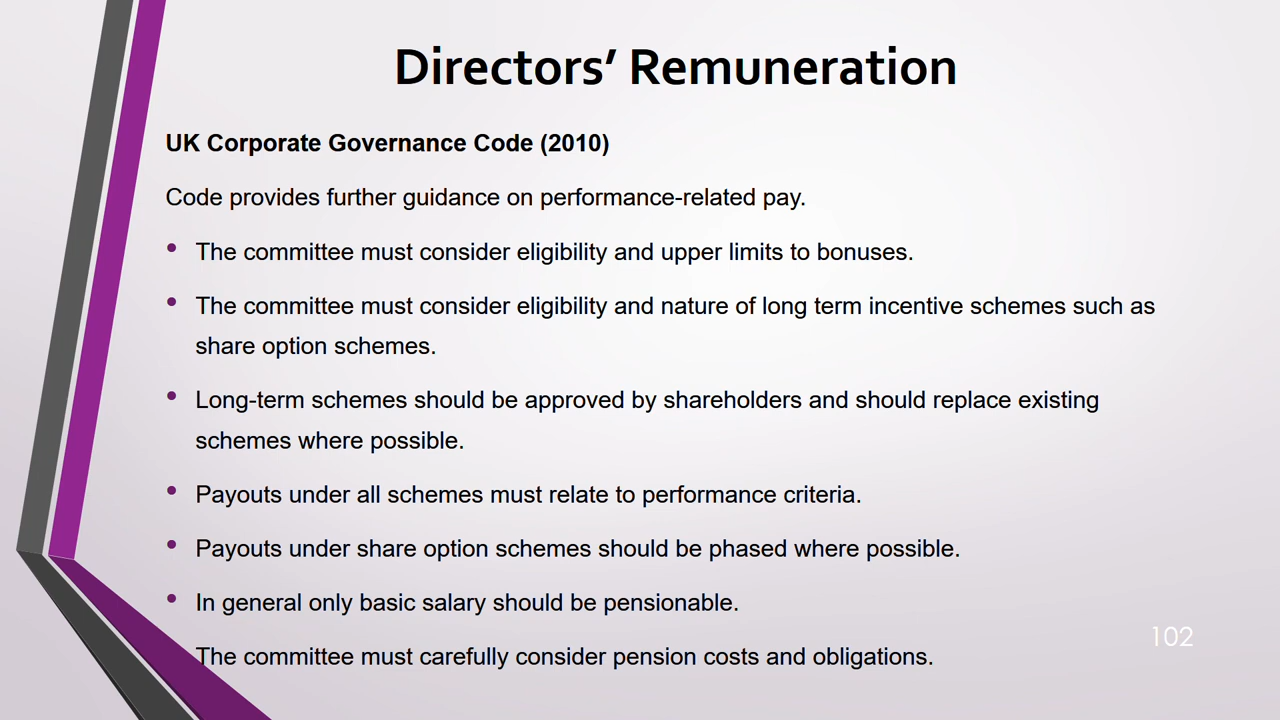 Directors’ Remuneration
UK Corporate Governance Code (2010)
Code provides further guidance on performance-related pay.
• The committee must consider eligibility and upper limits to bonuses.
• The committee must consider eligibility and nature of long term incentive schemes such as
share option schemes.
• Long-term schemes should be approved by shareholders and should replace existing
schemes where possible.
• Payouts under all schemes must relate to performance criteria.
• Payouts under share option schemes should be phased where possible.
• In general only basic salary should be pensionable.
The committee must carefully consider pension costs and obligations.
102